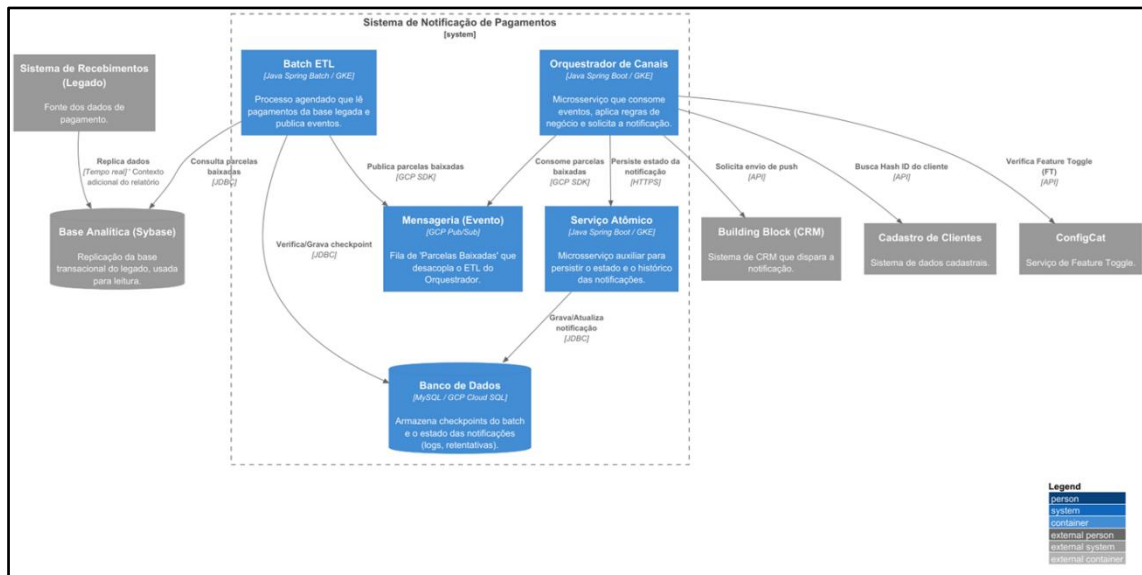 Sistema de Notificação de Pagamentos
[system]
Sistema de Recebimentos
(Legado)
Fonte dos dados de
pagamento.
Batch ETL
[Java Spring Batch / GKE]
Processo agendado que lê
pagamentos da base legada e
publica eventos.
Orquestrador de Canais
[Java Spring Boot / GKE]
Microsserviço que consome
eventos, aplica regras de
negócio e solicita a notificação.
Replica dados
[Tempo real]' Contexto
adicional do relatório
Consulta parcelas
baixadas
[JDBC]
Publica parcelas baixadas
[GCP SDK]
Consome parcelas
baixadas
[GCP SDK]
Persiste estado da
notificação
[HTTPS]
Solicita envio de push
[API]
Busca Hash ID do cliente
[API]
Verifica Feature Toggle
(FT)
[API]
Base Analítica (Sybase)
Replicação da base
transacional do legado, usada
para leitura.
Verifica/Grava checkpoint
[JDBC]
Mensageria (Evento)
[GCP Pub/Sub]
Fila de 'Parcelas Baixadas' que
desacopla o ETL do
Orquestrador.
Serviço Atômico
[Java Spring Boot / GKE]
Microsserviço auxiliar para
persistir o estado e o histórico
das notificações.
Building Block (CRM)
Sistema de CRM que dispara a
notificação.
Cadastro de Clientes
Sistema de dados cadastrais.
ConfigCat
Serviço de Feature Toggle.
Grava/Atualiza
notificação
[JDBC]
Banco de Dados
[MySQL / GCP Cloud SQL]
Armazena checkpoints do batch
e o estado das notificações
(logs, retentativas).
Legend
person
system
container
external person
external system
external container